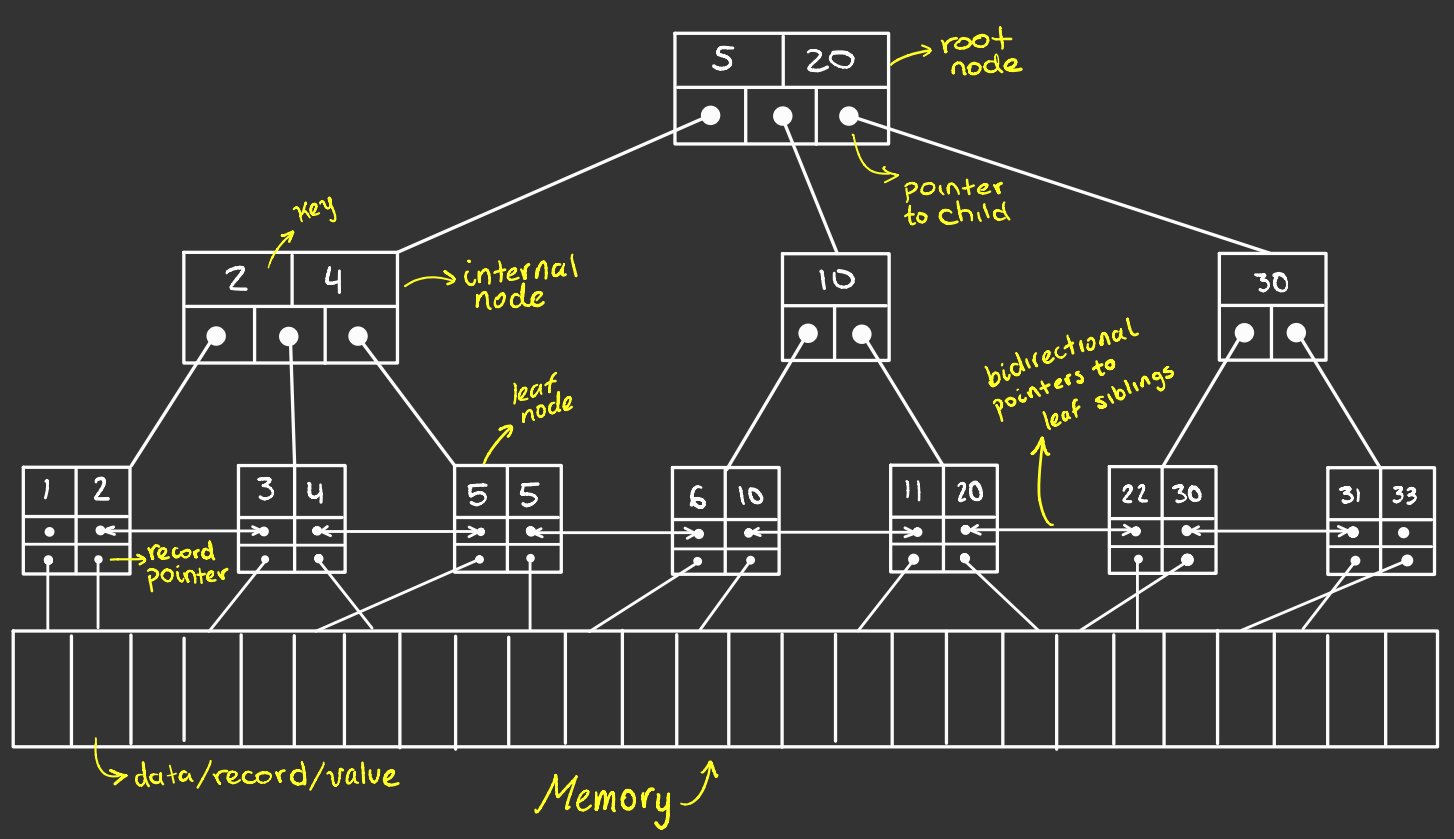 5 20
root
node
pointer
to child
key
2 4
internal
node
10
30
bidirectional
pointers to
leaf siblings
leaf
node
1 2
3 4
5 5
6 10
11 20
22 30
31 33
record
pointer
data/record/value
Memory